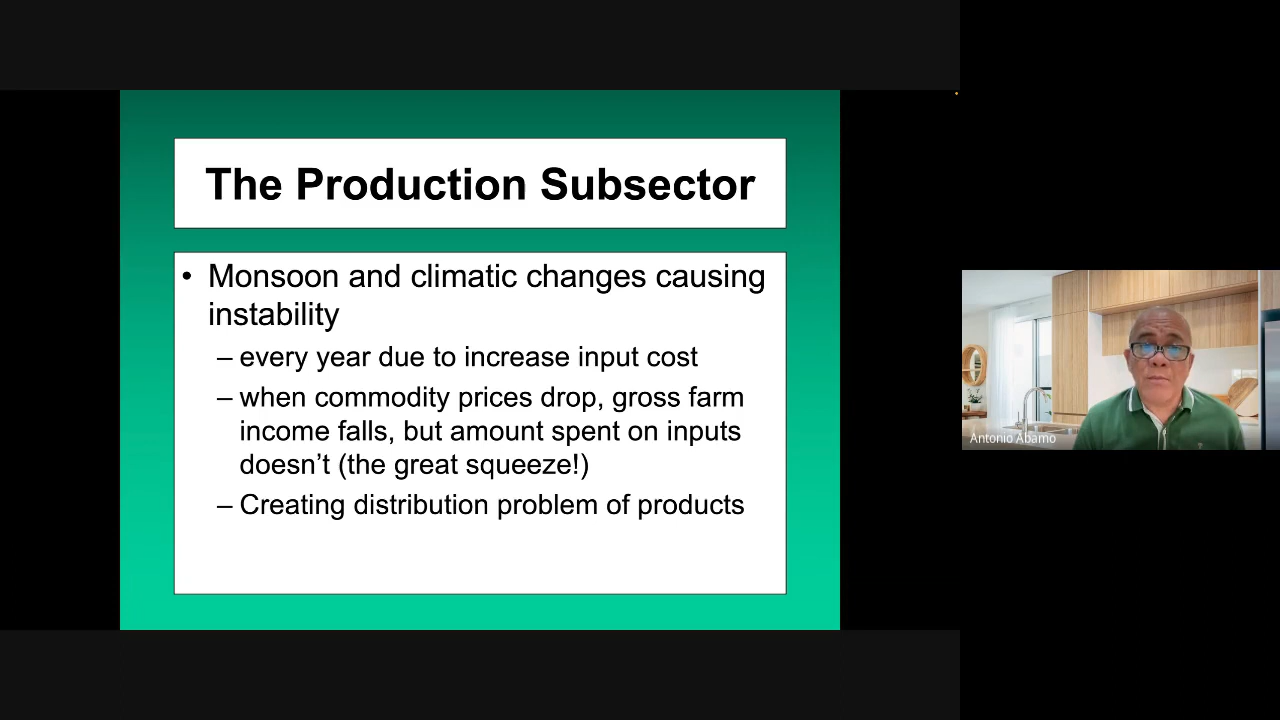 The Production Subsector
• Monsoon and climatic changes causing
instability
– every year due to increase input cost
– when commodity prices drop, gross farm
income falls, but amount spent on inputs
doesn’t (the great squeeze!)
– Creating distribution problem of products
Antonio Abamo